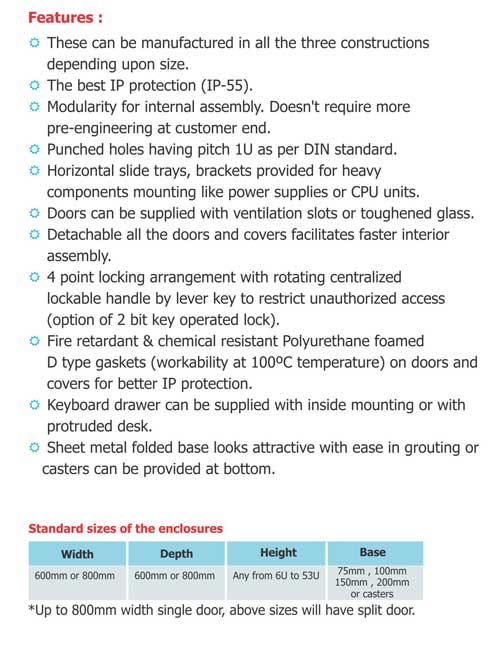 Features :
These can be manufactured in all the three constructions
depending upon size.
The best IP protection (IP-55).
Modularity for internal assembly. Doesn't require more
pre-engineering at customer end.
Punched holes having pitch 1U as per DIN standard.
Horizontal slide trays, brackets provided for heavy
components mounting like power supplies or CPU units.
Doors can be supplied with ventilation slots or toughened glass.
Detachable all the doors and covers facilitates faster interior
assembly.
4 point locking arrangement with rotating centralized
lockable handle by lever key to restrict unauthorized access
(option of 2 bit key operated lock).
Fire retardant & chemical resistant Polyurethane foamed
D type gaskets (workability at 100ºC temperature) on doors and
covers for better IP protection.
Keyboard drawer can be supplied with inside mounting or with
protruded desk.
Sheet metal folded base looks attractive with ease in grouting or
casters can be provided at bottom.
Standard sizes of the enclosures
Width Depth Height Base
600mm or 800mm 600mm or 800mm Any from 6U to 53U 75mm , 100mm
150mm , 200mm
or casters
*Up to 800mm width single door, above sizes will have split door.